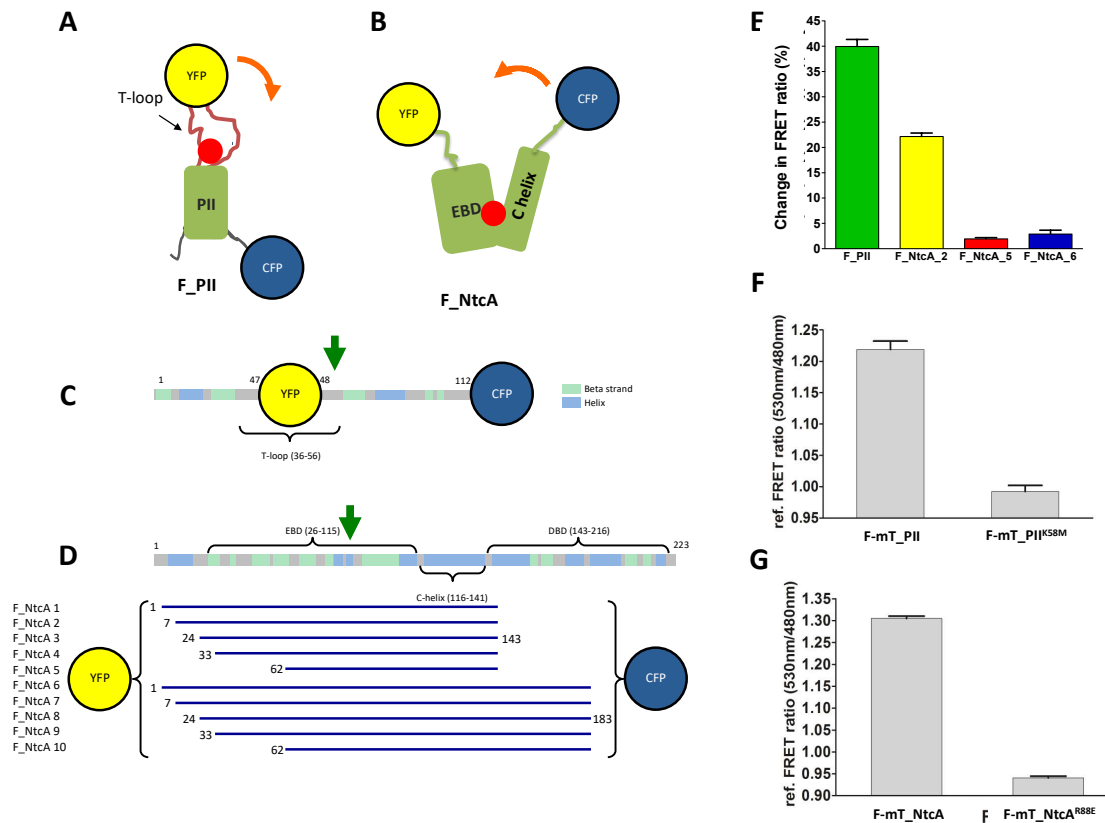 A
YFP
T-loop
PII
CFP
F_PII
B
YFP
CFP
EBD
C helix
F_NtcA
C
1
47
YFP
48
112
CFP
T-loop (36-56)
Beta strand
Helix
D
1
EBD (26-115)
DBD (143-216)
223
C-helix (116-141)
F_NtcA 1
F_NtcA 2
F_NtcA 3
F_NtcA 4
F_NtcA 5
F_NtcA 6
F_NtcA 7
F_NtcA 8
F_NtcA 9
F_NtcA 10
YFP
1
7
24
33
62
143
1
7
24
33
62
183
CFP
E
Change in FRET ratio (%)
45
40
35
30
25
20
15
10
5
0
F_PII F_NtcA_2 F_NtcA_5 F_NtcA_6
F
ref. FRET ratio (530nm/480nm)
1.25
1.20
1.15
1.10
1.05
1.00
0.95
F-mT_PII F-mT_PIIK58M
G
ref. FRET ratio (530nm/480nm)
1.35
1.30
1.25
1.20
1.15
1.10
1.05
1.00
0.95
0.90
F-mT_NtcA F-mT_NtcAR88E